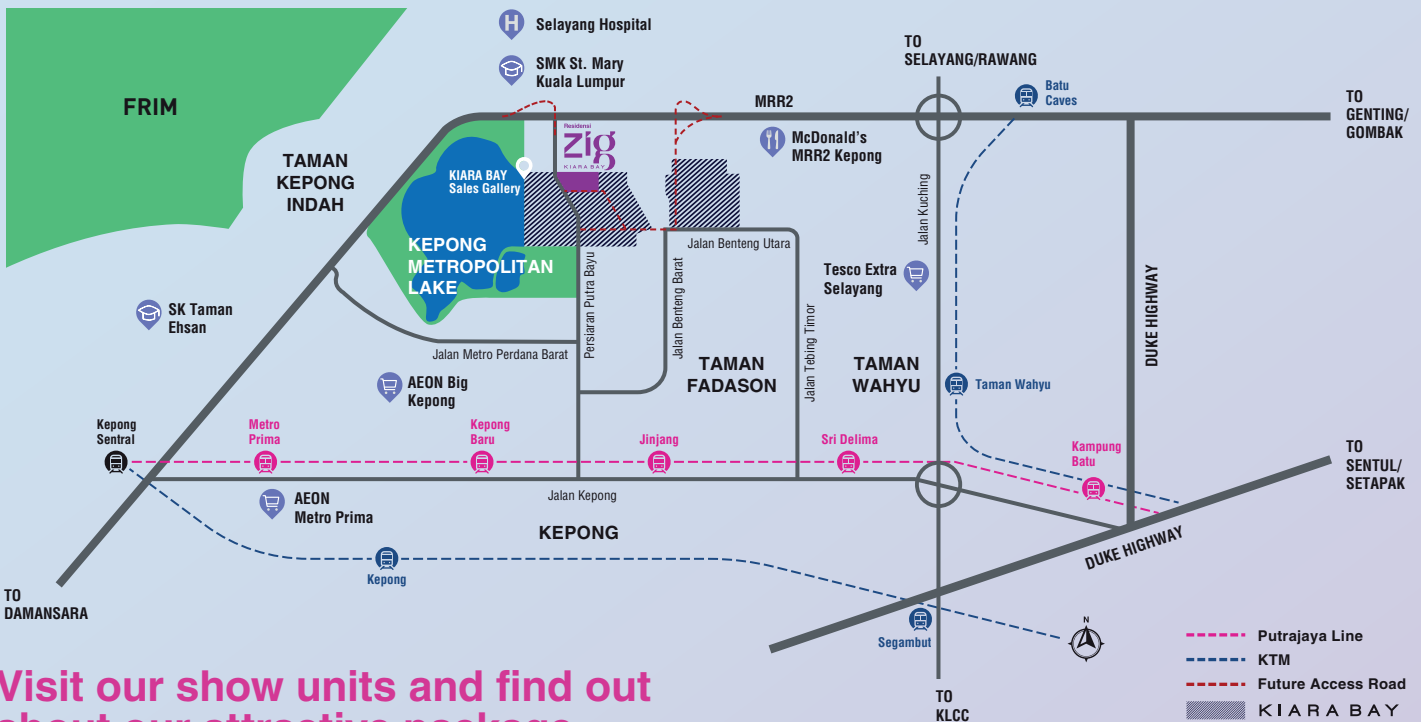 Selayang Hospital
SMK St. Mary
Kuala Lumpur
TO
SELAYANG/RAWANG
Batu
Caves
FRIM
MRR2
TO
GENTING/
GOMBAK
Residensi
Zig
KIARA BAY
McDonald's
MRR2 Kepong
TAMAN
KEPONG
INDAH
KIARA BAY
Sales Gallery
Jalan Kuching
KEPONG
METROPOLITAN
LAKE
Jalan Benteng Utara
Persiaran Putra Bayu
Jalan Benteng Barat
Tesco Extra
Selayang
DUKE HIGHWAY
SK Taman
Ehsan
Jalan Metro Perdana Barat
Jalan Tebing Timor
TAMAN
FADASON
TAMAN
WAHYU
Taman Wahyu
AEON Big
Kepong
Kepong
Sentral
Metro
Prima
Kepong
Baru
Jinjang
Sri Delima
Kampung
Batu
TO
SENTUL/
SETAPAK
AEON
Metro Prima
Jalan Kepong
KEPONG
DUKE HIGHWAY
Kepong
TO
DAMANSARA
Segambut
N
Putrajaya Line
KTM
Future Access Road
KIARA BAY
TO
KLCC
Visit our show units and find out
about our attractive package
H